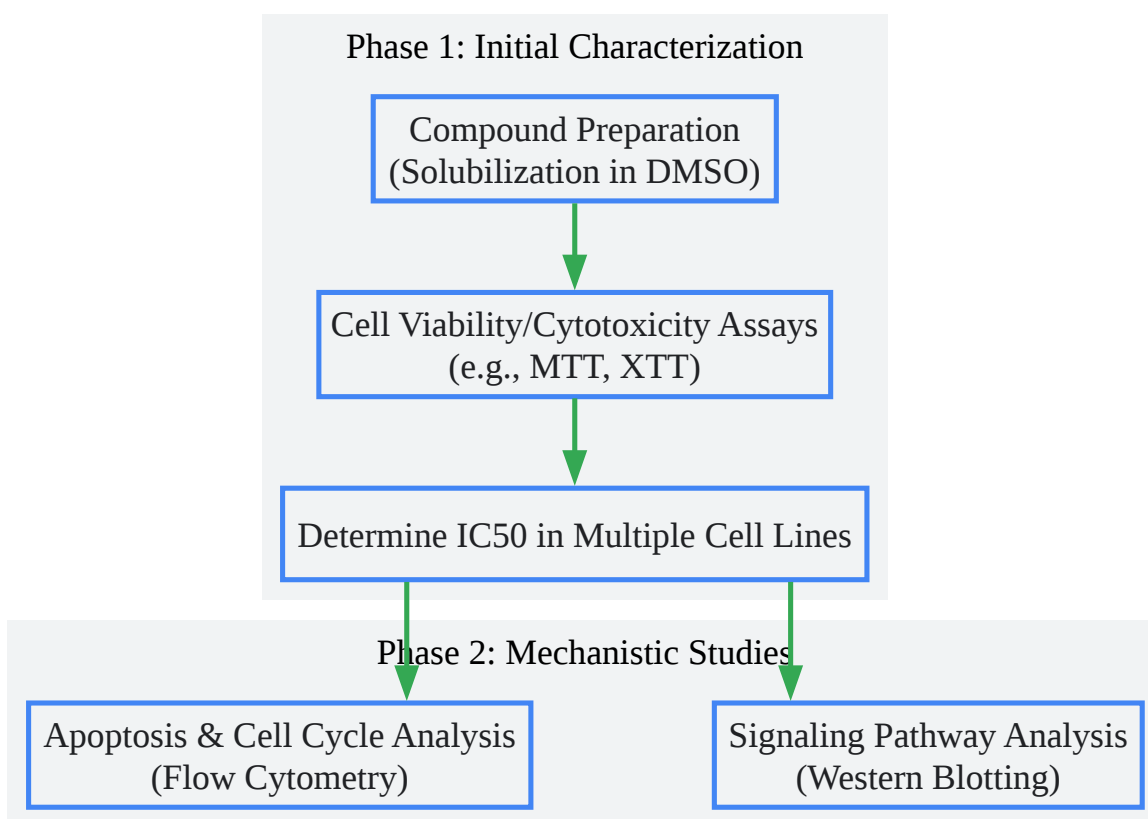 Phase 1: Initial Characterization
Compound Preparation
(Solubilization in DMSO)
Cell Viability/Cytotoxicity Assays
(e.g., MTT, XTT)
Determine IC50 in Multiple Cell Lines
Phase 2: Mechanistic Studies
Apoptosis & Cell Cycle Analysis
(Flow Cytometry)
Signaling Pathway Analysis
(Western Blotting)